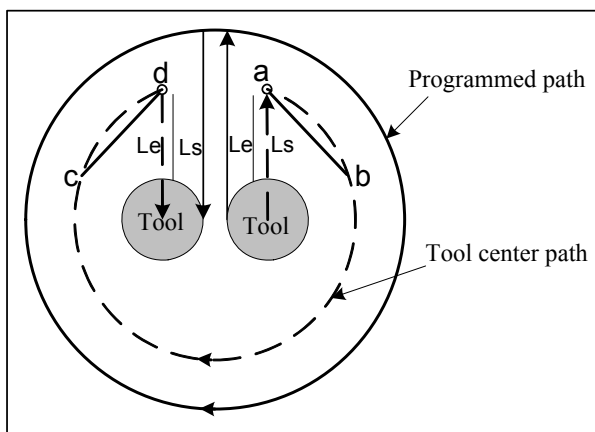 d
a
Programmed path
Le
Ls
Le
Ls
c
b
Tool
Tool
Tool center path